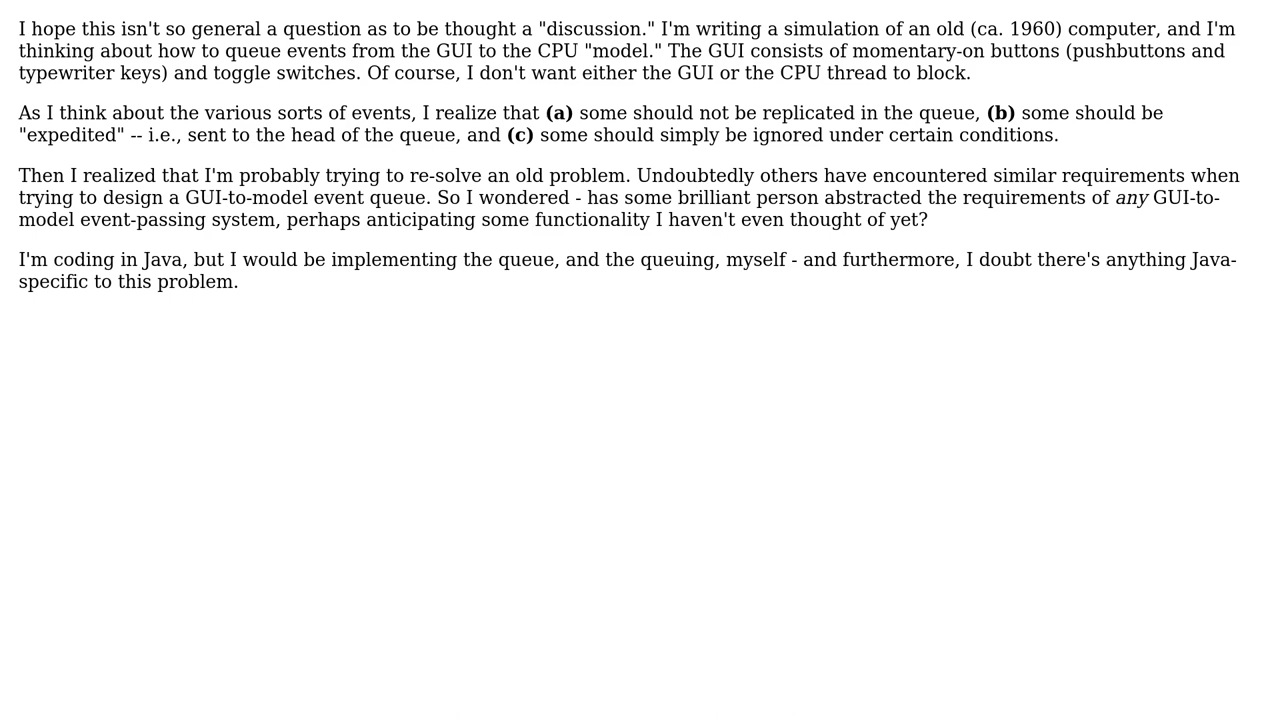 I hope this isn't so general a question as to be thought a "discussion." I'm writing a simulation of an old (ca. 1960) computer, and I'm
thinking about how to queue events from the GUI to the CPU "model." The GUI consists of momentary-on buttons (pushbuttons and
typewriter keys) and toggle switches. Of course, I don't want either the GUI or the CPU thread to block.
As I think about the various sorts of events, I realize that (a) some should not be replicated in the queue, (b) some should be
"expedited" -- i.e., sent to the head of the queue, and (c) some should simply be ignored under certain conditions.
Then I realized that I'm probably trying to re-solve an old problem. Undoubtedly others have encountered similar requirements when
trying to design a GUI-to-model event queue. So I wondered - has some brilliant person abstracted the requirements of any GUI-to-
model event-passing system, perhaps anticipating some functionality I haven't even thought of yet?
I'm coding in Java, but I would be implementing the queue, and the queuing, myself - and furthermore, I doubt there's anything Java-
specific to this problem.